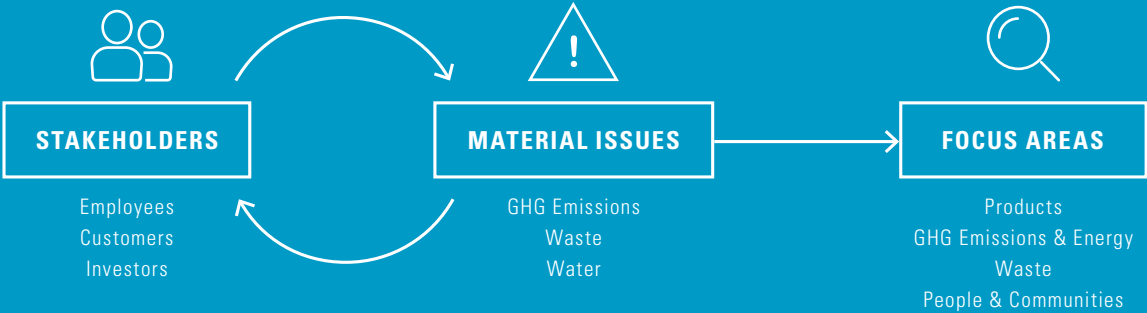 !
STAKEHOLDERS
Employees
Customers
Investors
MATERIAL ISSUES
GHG Emissions
Waste
Water
FOCUS AREAS
Products
GHG Emissions & Energy
Waste
People & Communities